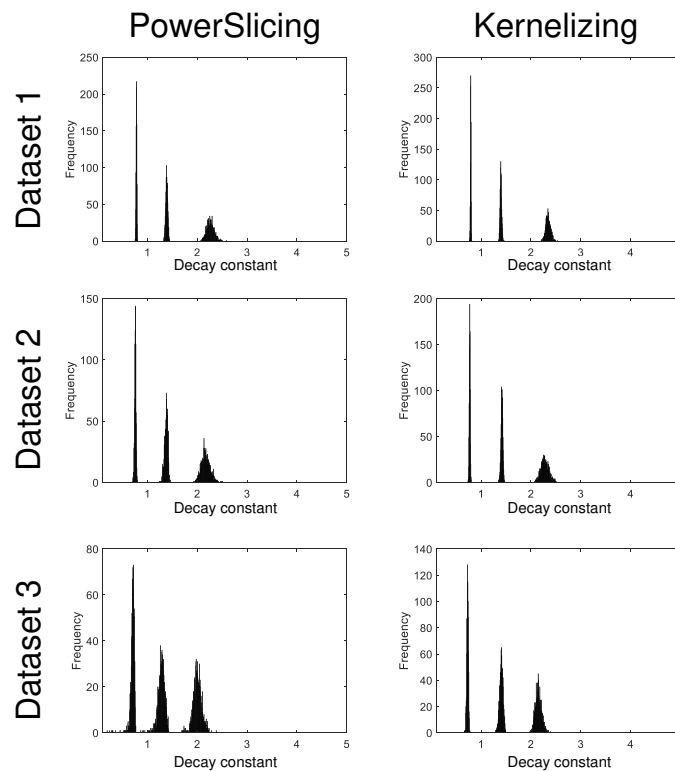 PowerSlicing
Kernelizing
Dataset 1
Frequency
250
200
150
100
50
0
1 2 3 4 5
Decay constant
Frequency
300
250
200
150
100
50
0
1 2 3 4
Decay constant
Dataset 2
Frequency
150
100
50
0
1 2 3 4 5
Decay constant
Frequency
200
150
100
50
0
1 2 3 4
Decay constant
Dataset 3
Frequency
80
60
40
20
0
1 2 3 4 5
Decay constant
Frequency
140
120
100
80
60
40
20
0
1 2 3 4
Decay constant